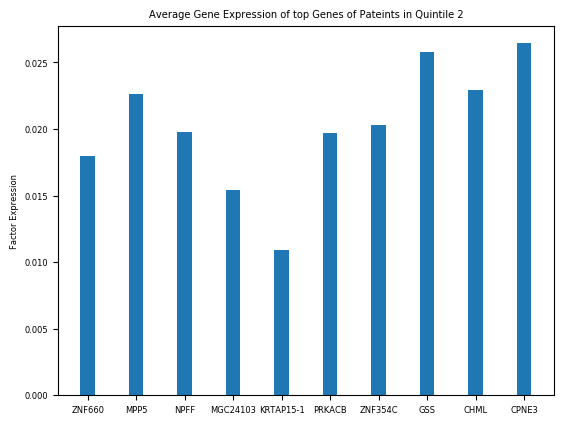 Average Gene Expression of top Genes of Pateints in Quintile 2
Factor Expression
0.025
0.020
0.015
0.010
0.005
0.000
ZNF660 MPP5 NPFF MGC24103 KRTAP15-1 PRKACB ZNF354C GSS CHML CPNE3